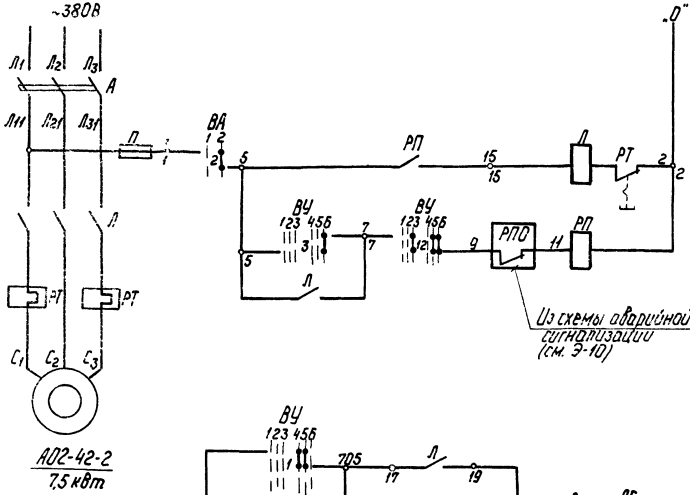 ~380В
„0"
Л1 Л2 Л3 А
Л11 Л21 Л31
П
1
ВА
1 2
2
5
РП
15
15
Л
РТ
2
2
ВУ
123 456
3
5
7
7
Л
ВУ
123 456
12
9
РПО
11
РП
Л
РТ
РТ
С1 С2 С3
Из схемы аварийной
сигнализации
(см. Э-10)
АО2-42-2
7,5 квт
ВУ
123 456
1
705
17
Л
19